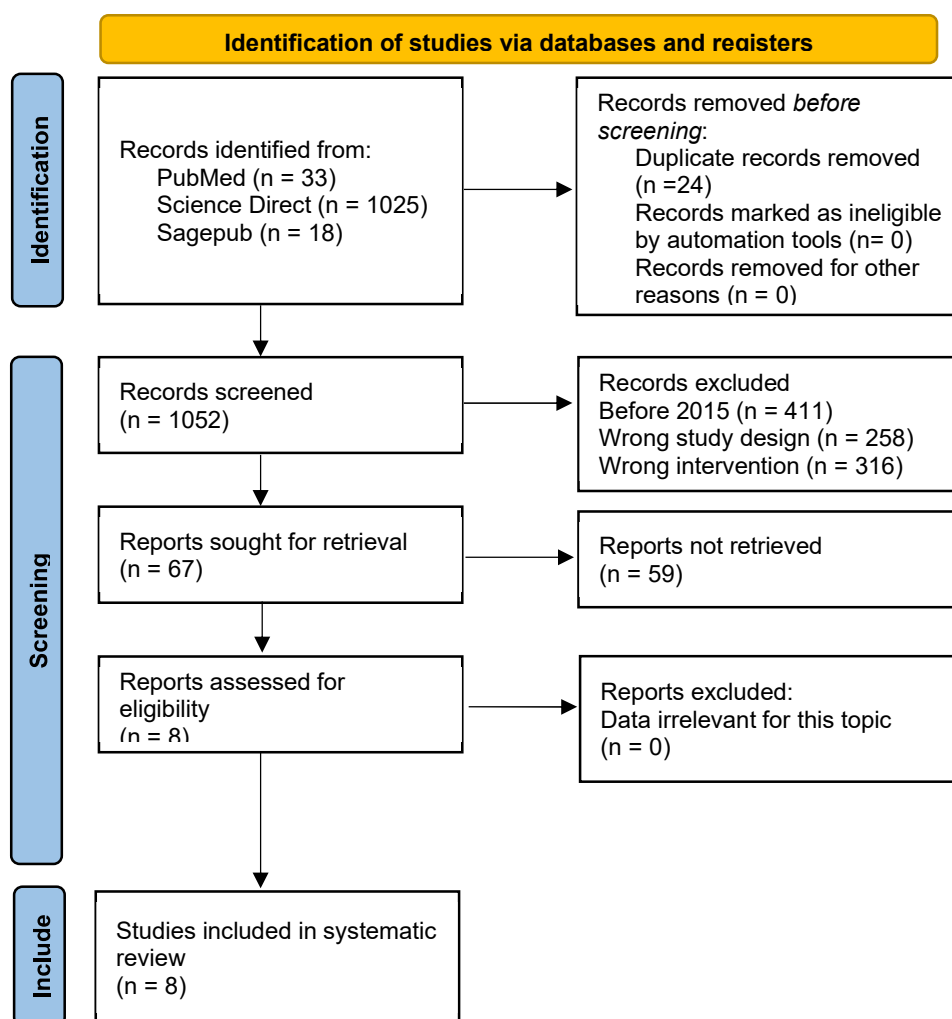 Identification of studies via databases and registers
Identification
Records identified from:
PubMed (n = 33)
Science Direct (n = 1025)
Sagepub (n = 18)
Records removed before
screening:
Duplicate records removed
(n =24)
Records marked as ineligible
by automation tools (n= 0)
Records removed for other
reasons (n = 0)
Screening
Records screened
(n = 1052)
Records excluded
Before 2015 (n = 411)
Wrong study design (n = 258)
Wrong intervention (n = 316)
Reports sought for retrieval
(n = 67)
Reports not retrieved
(n = 59)
Reports assessed for
eligibility
(n = 8)
Reports excluded:
Data irrelevant for this topic
(n = 0)
Include
Studies included in systematic
review
(n = 8)